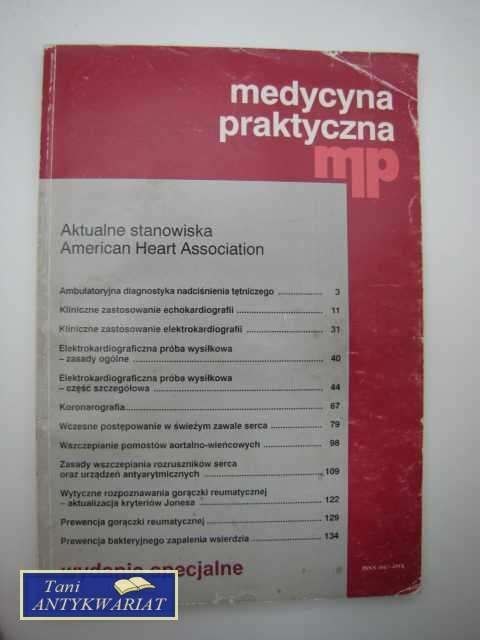 medycyna
praktyczna
mp
Aktualne stanowiska
American Heart Association
Ambulatoryjna diagnostyka nadciśnienia tętniczego ........ 3
Kliniczne zastosowanie echokardiografii ........ 11
Kliniczne zastosowanie elektrokardiografii ........ 31
Elektrokardiograficzna próba wysiłkowa
– zasady ogólne ........ 40
Elektrokardiograficzna próba wysiłkowa
– część szczegółowa ........ 44
Koronarografia ........ 67
Wczesne postępowanie w świeżym zawale serca ........ 79
Wszczepianie pomostów aortalno-wieńcowych ........ 98
Zasady wszczepiania rozruszników serca
oraz urządzeń antyarytmicznych ........ 109
Wytyczne rozpoznawania gorączki reumatycznej
– aktualizacja kryteriów Jonesa ........ 122
Prewencja gorączki reumatycznej ........ 129
Prewencja bakteryjnego zapalenia wsierdzia ........ 134
wydanie specjalne
ISSN
Tani
ANTYKWARIAT